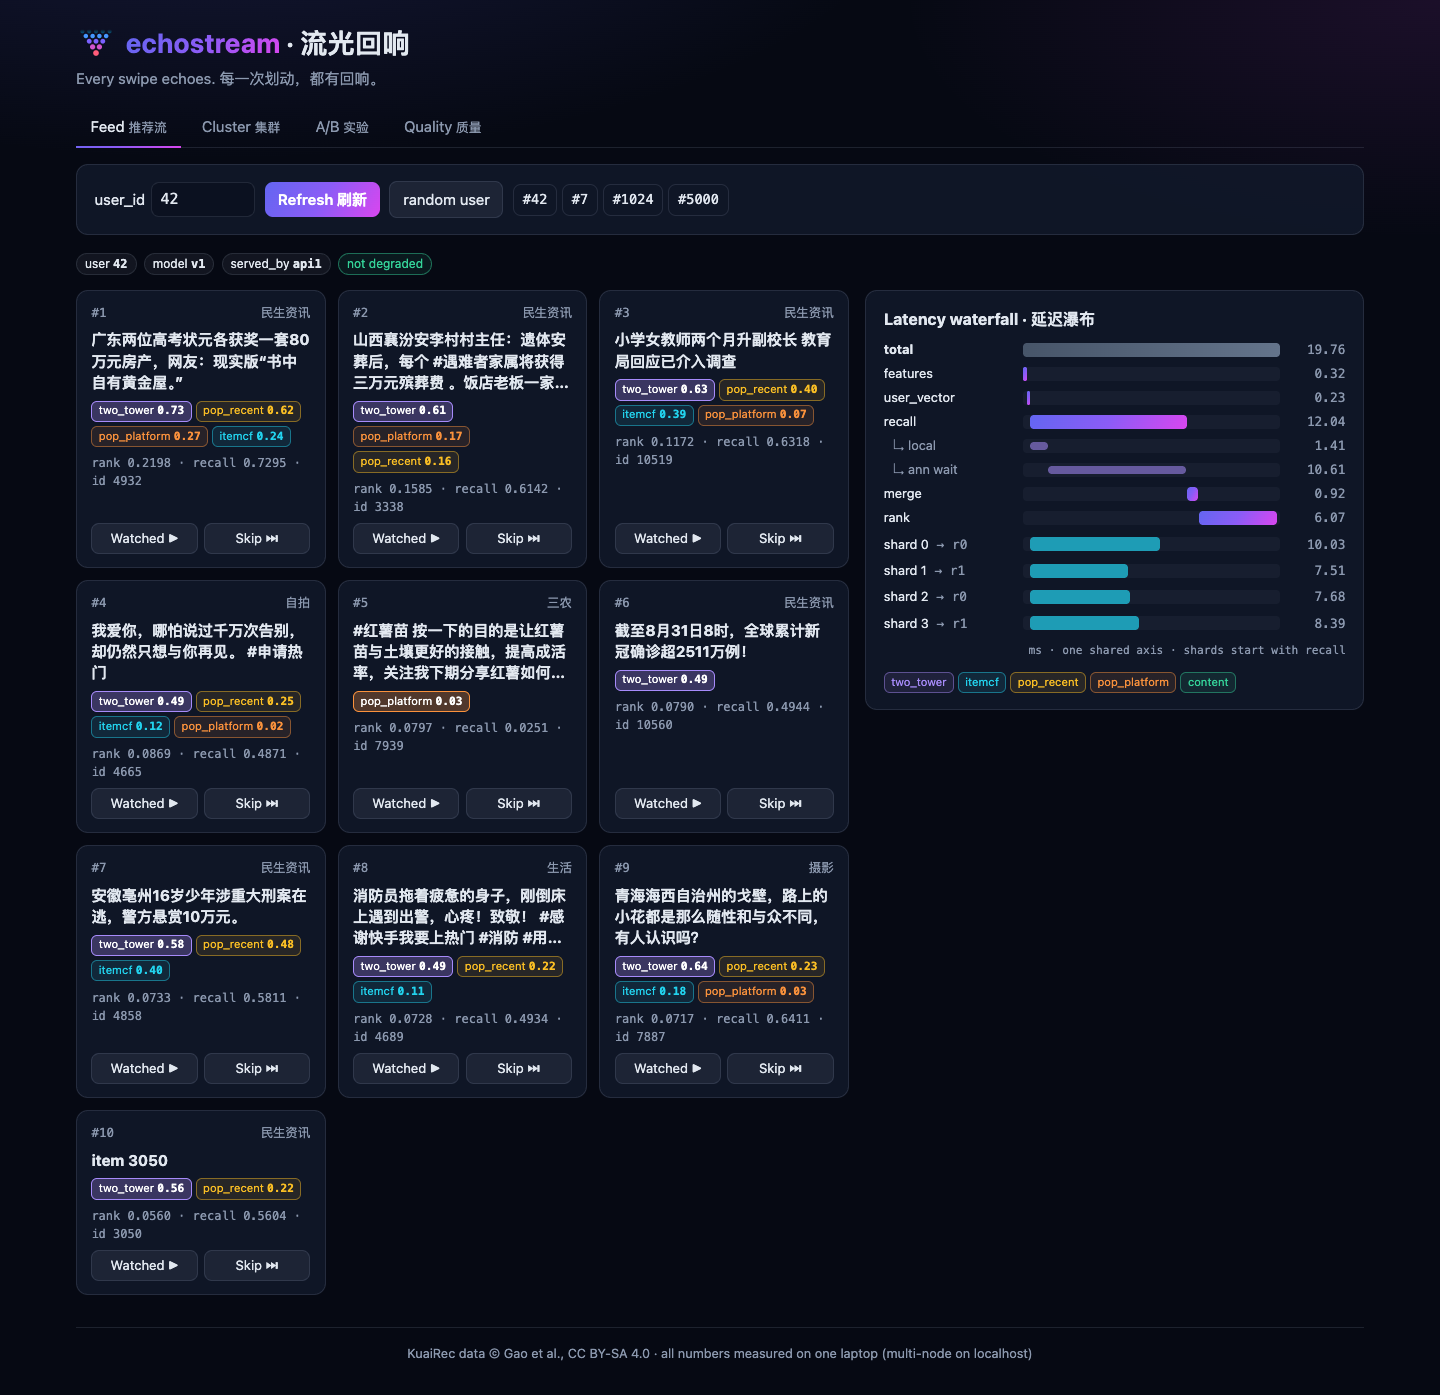 echostream · 流光回响
Every swipe echoes. 每一次划动，都有回响。
Feed 推荐流
Cluster 集群
A/B 实验
Quality 质量
user_id 42 Refresh 刷新 random user #42 #7 #1024 #5000
user 42 model v1 served_by api1 not degraded
#1 民生资讯
广东两位高考状元各获奖一套80
万元房产，网友：现实版“书中
自有黄金屋。”
two_tower 0.73 pop_recent 0.62
pop_platform 0.27 itemcf 0.24
rank 0.2198 · recall 0.7295 ·
id 4932
Watched ▶ Skip ⏭
#2 民生资讯
山西襄汾安李村村主任：遗体安
葬后，每个 #遇难者家属将获得
三万元殡葬费 。饭店老板一家...
two_tower 0.61
pop_platform 0.17
pop_recent 0.16
rank 0.1585 · recall 0.6142 ·
id 3338
Watched ▶ Skip ⏭
#3 民生资讯
小学女教师两个月升副校长 教育
局回应已介入调查
two_tower 0.63 pop_recent 0.40
itemcf 0.39 pop_platform 0.07
rank 0.1172 · recall 0.6318 ·
id 10519
Watched ▶ Skip ⏭
#4 自拍
我爱你，哪怕说过千万次告别，
却仍然只想与你再见。 #申请热
门
two_tower 0.49 pop_recent 0.25
itemcf 0.12 pop_platform 0.02
rank 0.0869 · recall 0.4871 ·
id 4665
Watched ▶ Skip ⏭
#5 三农
#红薯苗 按一下的目的是让红薯
苗与土壤更好的接触，提高成活
率，关注我下期分享红薯如何...
pop_platform 0.03
rank 0.0797 · recall 0.0251 ·
id 7939
Watched ▶ Skip ⏭
#6 民生资讯
截至8月31日8时，全球累计新
冠确诊超2511万例！
two_tower 0.49
rank 0.0790 · recall 0.4944 ·
id 10560
Watched ▶ Skip ⏭
#7 民生资讯
安徽亳州16岁少年涉重大刑案在
逃，警方悬赏10万元。
two_tower 0.58 pop_recent 0.48
itemcf 0.40
rank 0.0733 · recall 0.5811 ·
id 4858
Watched ▶ Skip ⏭
#8 生活
消防员拖着疲惫的身子，刚倒床
上遇到出警，心疼！致敬！ #感
谢快手我要上热门 #消防 #用...
two_tower 0.49 pop_recent 0.22
itemcf 0.11
rank 0.0728 · recall 0.4934 ·
id 4689
Watched ▶ Skip ⏭
#9 摄影
青海海西自治州的戈壁，路上的
小花都是那么随性和与众不同，
有人认识吗？
two_tower 0.64 pop_recent 0.23
itemcf 0.18 pop_platform 0.03
rank 0.0717 · recall 0.6411 ·
id 7887
Watched ▶ Skip ⏭
#10 民生资讯
item 3050
two_tower 0.56 pop_recent 0.22
rank 0.0560 · recall 0.5604 ·
id 3050
Watched ▶ Skip ⏭
Latency waterfall · 延迟瀑布
total 19.76
features 0.32
user_vector 0.23
recall 12.04
local 1.41
ann wait 10.61
merge 0.92
rank 6.07
shard 0 → r0 10.03
shard 1 → r1 7.51
shard 2 → r0 7.68
shard 3 → r1 8.39
ms · one shared axis · shards start with recall
two_tower itemcf pop_recent pop_platform content
KuaiRec data © Gao et al., CC BY-SA 4.0 · all numbers measured on one laptop (multi-node on localhost)